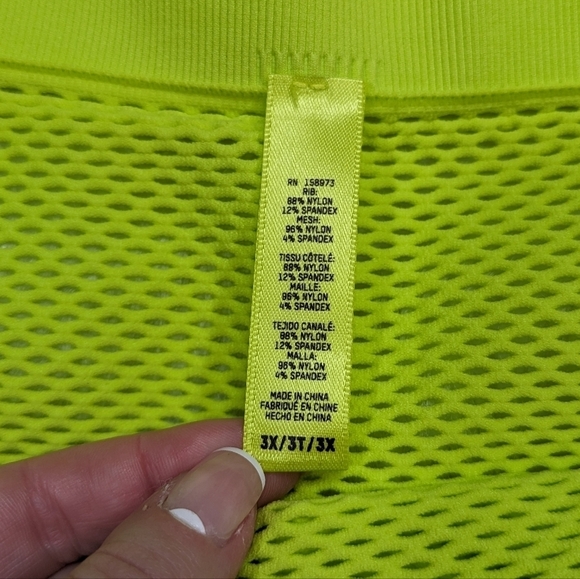 RN 158973
RIB:
88% NYLON
12% SPANDEX
MESH:
96% NYLON
4% SPANDEX
TISSU CÔTELÉ:
88% NYLON
12% SPANDEX
MAILLE:
96% NYLON
4% SPANDEX
TEJIDO CANALÉ:
88% NYLON
12% SPANDEX
MALLA:
96% NYLON
4% SPANDEX
MADE IN CHINA
FABRIQUÉ EN CHINE
HECHO EN CHINA
3X/3T/3X